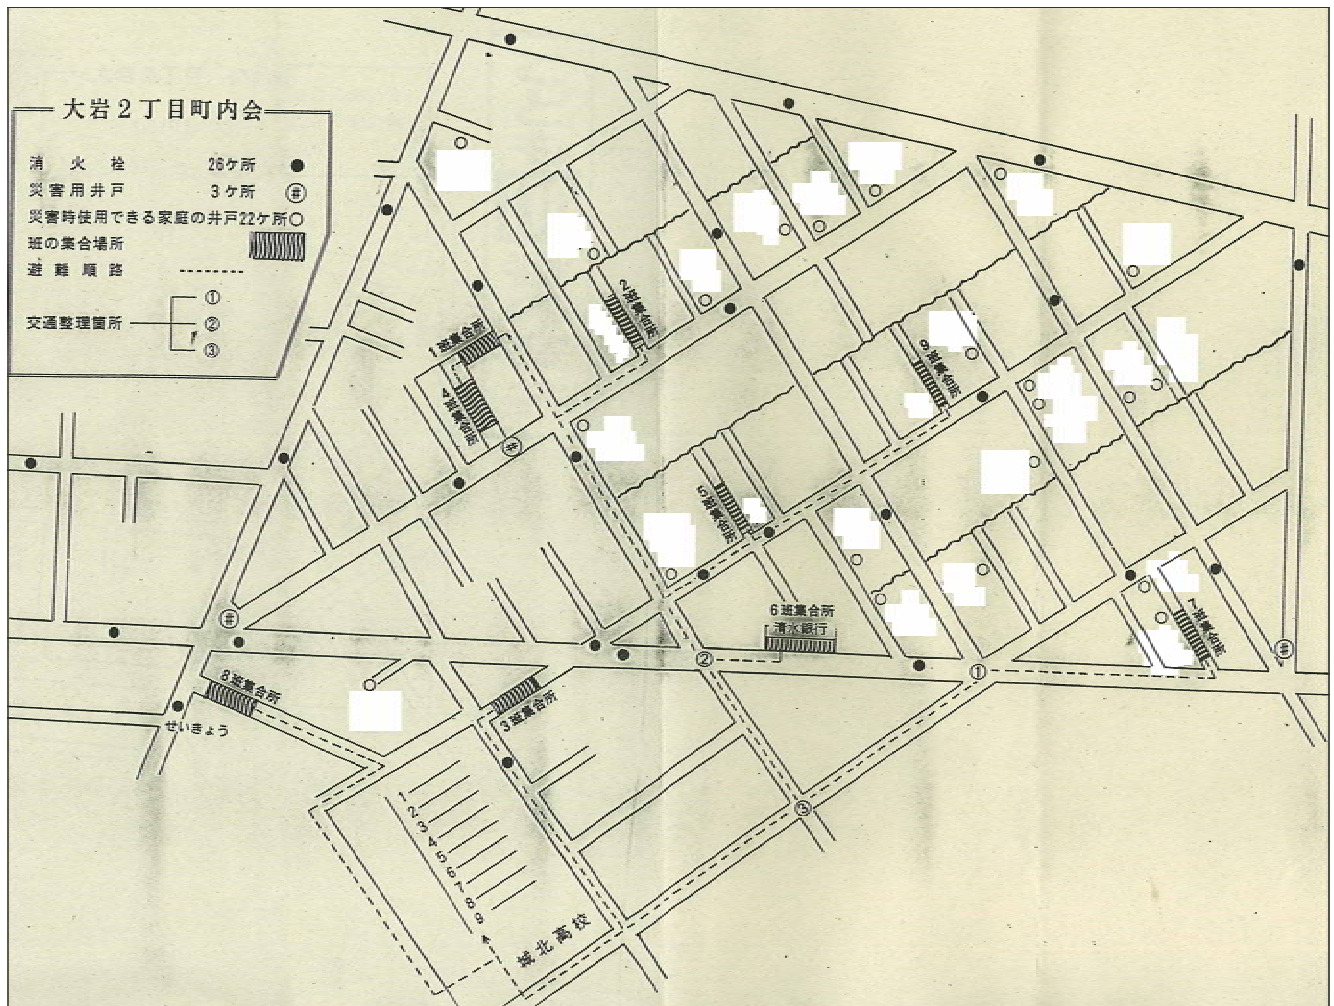 大岩2丁目町内会
消火栓 26ケ所 ●
災害用井戸 3ケ所 ㊖
災害時使用できる家庭の井戸22ケ所○
班の集合場所
避難順路
交通整理箇所
①
②
③
2班集合所
1班集合所
4班集合所
9班集合所
5班集合所
6班集合所
清水銀行
7班集合所
②
①
8班集合所
せいきょう
3班集合所
③
1
2
3
4
5
6
7
8
9
城北高校